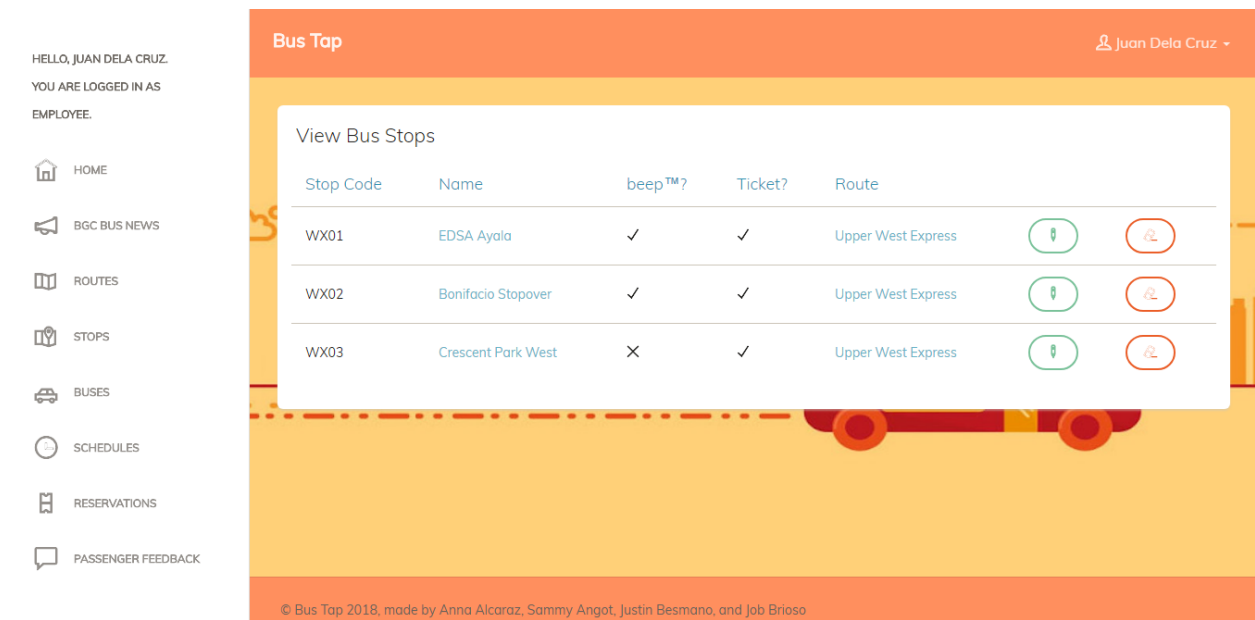 HELLO, JUAN DELA CRUZ.
YOU ARE LOGGED IN AS
EMPLOYEE.
HOME
BGC BUS NEWS
ROUTES
STOPS
BUSES
SCHEDULES
RESERVATIONS
PASSENGER FEEDBACK
Bus Tap
Juan Dela Cruz
View Bus Stops
Stop Code Name beep™? Ticket? Route
WX01 EDSA Ayala ✓ ✓ Upper West Express
WX02 Bonifacio Stopover ✓ ✓ Upper West Express
WX03 Crescent Park West ✕ ✓ Upper West Express
© Bus Tap 2018, made by Anna Alcaraz, Sammy Angot, Justin Besmano, and Job Brioso